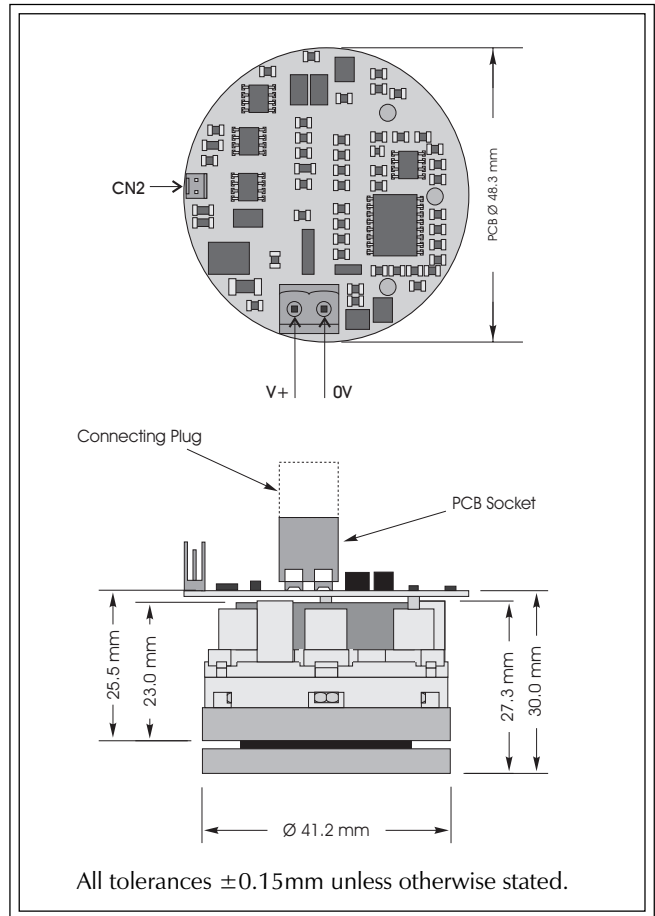 CN2
PCB Ø 48.3 mm
V+
0V
Connecting Plug
PCB Socket
25.5 mm
23.0 mm
27.3 mm
30.0 mm
Ø 41.2 mm
All tolerances ±0.15mm unless otherwise stated.